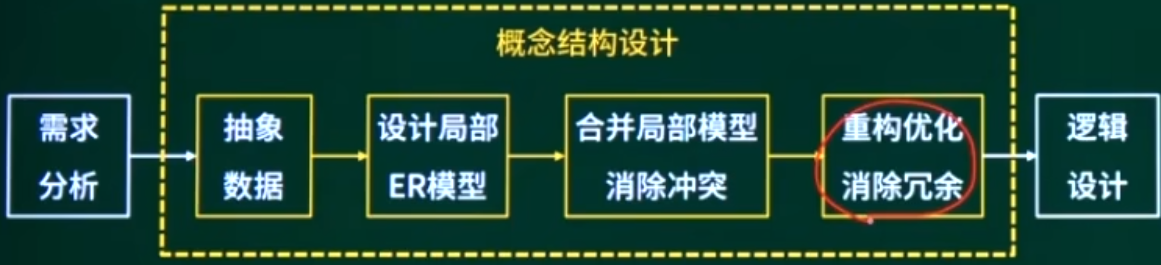 概念结构设计
需求
分析
抽象
数据
设计局部
ER模型
合并局部模型
消除冲突
重构优化
消除冗余
逻辑
设计